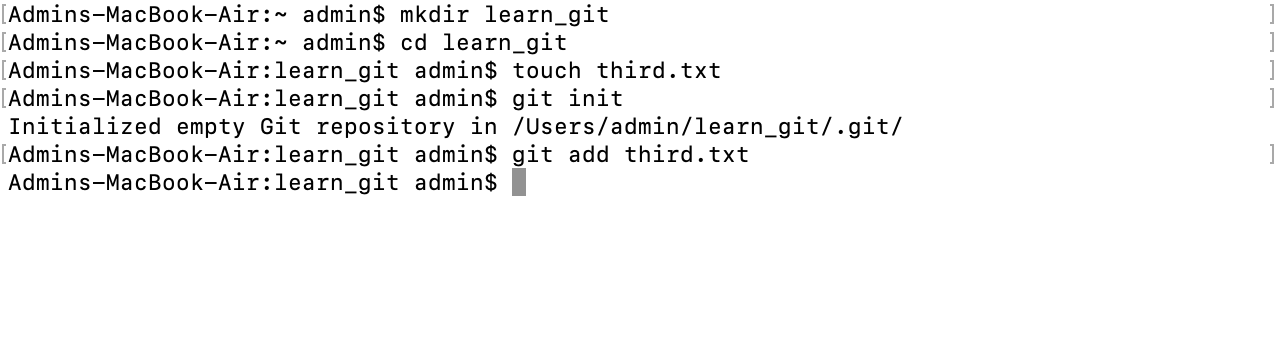 [Admins-MacBook-Air:~ admin$ mkdir learn_git ]
[Admins-MacBook-Air:~ admin$ cd learn_git ]
[Admins-MacBook-Air:learn_git admin$ touch third.txt ]
[Admins-MacBook-Air:learn_git admin$ git init ]
Initialized empty Git repository in /Users/admin/learn_git/.git/
[Admins-MacBook-Air:learn_git admin$ git add third.txt ]
Admins-MacBook-Air:learn_git admin$